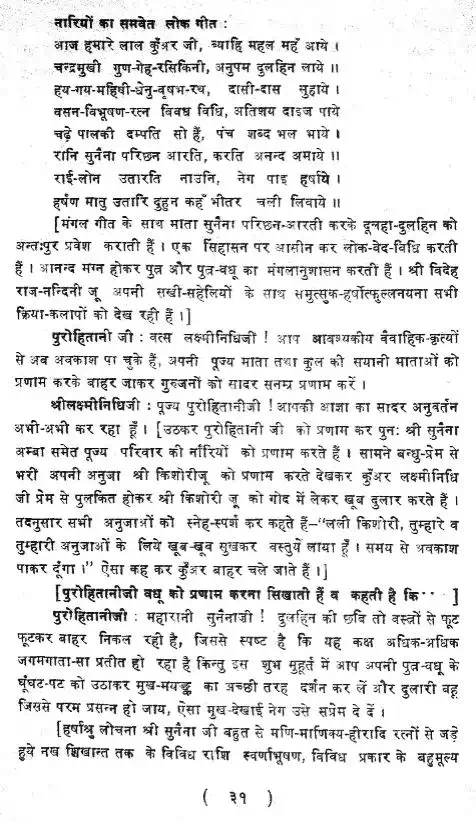 नारियों का समवेत लोक गीत :
आज हमारे लाल कुँअर जी, ब्याहि महल महँ आये ।
चन्द्रमुखी गुण-गेह-रसिकिनी, अनुपम दुलहिन लाये ॥
हय-गय-महिषी-धेनु-वृषभ-रथ, दासी-दास सुहाये ।
वसन-विभूषण-रत्न विवध विधि, अतिशय दाइज पाये
चढ़े पालकी दम्पति सो हैं, पंच शब्द भल भाये ।
रानि सुनैना परिछन आरति, करति अनन्द अमाये ॥
राई-लोन उतारति नाउनि, नेग पाइ हर्षाये ।
हर्षण मातु उतारि दुहुन कहँ भीतर चली लिवाये ॥
[मंगल गीत के साथ माता सुनैना परिछन-आरती करके दूलहा-दुलहिन को
अन्तःपुर प्रवेश कराती हैं । एक सिंहासन पर आसीन कर लोक-वेद-विधि करती
हैं । आनन्द मग्न होकर पुत्र और पुत्र-वधू का मंगलानुशासन करती हैं । श्री विदेह
राज-नन्दिनी जू अपनी सखी-सहेलियों के साथ समुत्सुक-हर्षोत्फुल्लनयना सभी
क्रिया-कलापों को देख रही हैं ।]
पुरोहितानी जी : वत्स लक्ष्मीनिधिजी ! आप आवश्यकीय वैवाहिक-कृत्यों
से अब अवकाश पा चुके हैं, अपनी पूज्य माता तथा कुल की सयानी माताओं को
प्रणाम करके बाहर जाकर गुरुजनों को सादर सनम्र प्रणाम करें ।
श्रीलक्ष्मीनिधिजी : पूज्य पुरोहितानीजी ! आपकी आज्ञा का सादर अनुवर्तन
अभी-अभी कर रहा हूँ । [उठकर पुरोहितानी जी को प्रणाम कर पुनः श्री सुनैना
अम्बा समेत पूज्य परिवार की नारियों को प्रणाम करते हैं । सामने बन्धु-प्रेम से
भरी अपनी अनुजा श्री किशोरीजू को प्रणाम करते देखकर कुँअर लक्ष्मीनिधि
जी प्रेम से पुलकित होकर श्री किशोरी जू को गोद में लेकर खूब दुलार करते हैं ।
तदनुसार सभी अनुजाओं को स्नेह-स्पर्श कर कहते हैं–“लली किशोरी, तुम्हारे व
तुम्हारी अनुजाओं के लिये खूब-खूब सुखकर वस्तुयें लाया हूँ । समय से अवकाश
पाकर दूंगा ।” ऐसा कह कर कुँअर बाहर चले जाते हैं ।]
[पुरोहितानीजी वधू को प्रणाम करना सिखाती हैं व कहती है कि··· ]
पुरोहितानीजी : महारानी सुनैनाजी ! दुलहिन की छवि तो वस्त्रों से फूट
फूटकर बाहर निकल रही है, जिससे स्पष्ट है कि यह कक्ष अधिक-अधिक
जगमगाता-सा प्रतीत हो रहा है किन्तु इस शुभ मुहूर्त में आप अपनी पुत्र-वधू के
घूंघट-पट को उठाकर मुख-मयङ्क का अच्छी तरह दर्शन कर लें और दुलारी बहू
जिससे परम प्रसन्न हो जाय, ऐसा मुख-देखाई नेग उसे सप्रेम दे दें ।
[हर्षाश्रु लोचना श्री सुनैना जी बहुत से मणि-माणिक्य-हीरादि रत्नों से जड़े
हुये नख शिखान्त तक के विविध राशि स्वर्णाभूषण, विविध प्रकार के बहुमूल्य
( ३१ )